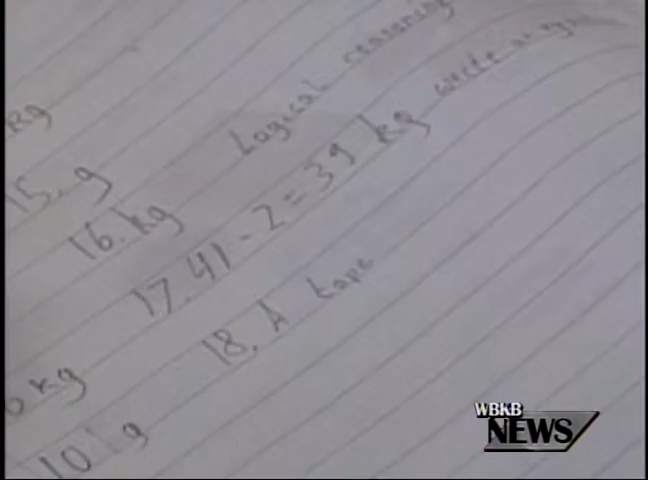 kg
15. g
16. kg
Logical reasoning
17. 41 - 2 = 39 kg
18. A tape
kg
10 g
WBKB
NEWS